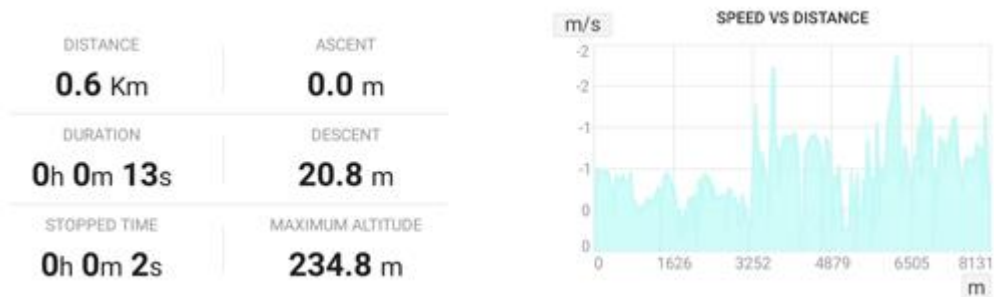 DISTANCE
0.6 Km
ASCENT
0.0 m
DURATION
0h 0m 13s
DESCENT
20.8 m
STOPPED TIME
0h 0m 2s
MAXIMUM ALTITUDE
234.8 m
m/s
SPEED VS DISTANCE
-2
-2
-1
-1
0
0
0
1626
3252
4879
6505
8131
m